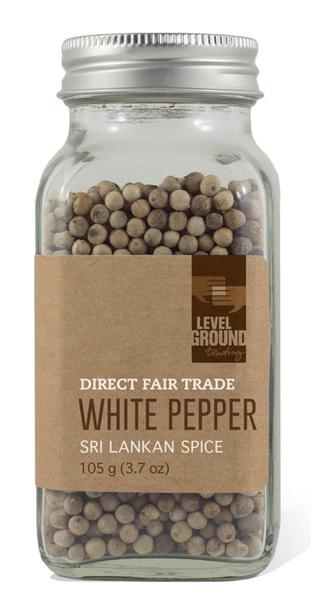 LEVEL
GROUND
trading
DIRECT FAIR TRADE
WHITE PEPPER
SRI LANKAN SPICE
105 g (3.7 oz)